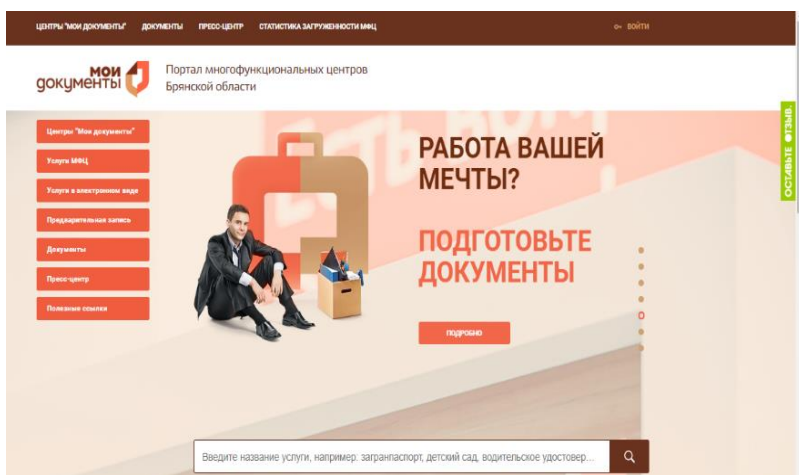 ЦЕНТРЫ "МОИ ДОКУМЕНТЫ" ДОКУМЕНТЫ ПРЕСС-ЦЕНТР СТАТИСТИКА ЗАГРУЖЕННОСТИ МФЦ ВОЙТИ
МОИ
ДОКУМЕНТЫ
Портал многофункциональных центров
Брянской области
ОСТАВЬТЕ ОТЗЫВ.
Центры "Мои документы"
Услуги МФЦ
Услуги в электронном виде
Предварительная запись
Документы
Пресс-центр
Полезные ссылки
РАБОТА ВАШЕЙ
МЕЧТЫ?
ПОДГОТОВЬТЕ
ДОКУМЕНТЫ
ПОДРОБНО
Введите название услуги, например: загранпаспорт, детский сад, водительское удостовер...